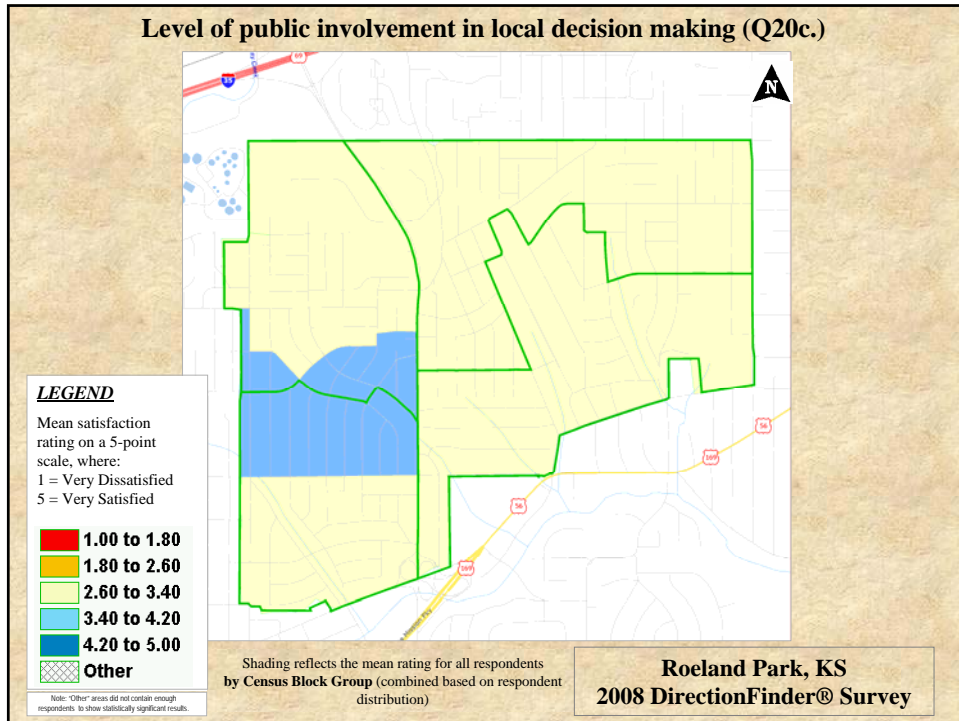 Level of public involvement in local decision making (Q20c.)
69
35
N
LEGEND
Mean satisfaction
rating on a 5-point
scale, where:
1 = Very Dissatisfied
5 = Very Satisfied
1.00 to 1.80
1.80 to 2.60
2.60 to 3.40
3.40 to 4.20
4.20 to 5.00
Other
Note: "Other" areas did not contain enough
respondents to show statistically significant results.
56
169
56
169
Mission Pky
Shading reflects the mean rating for all respondents
by Census Block Group (combined based on respondent
distribution)
Roeland Park, KS
2008 DirectionFinder® Survey